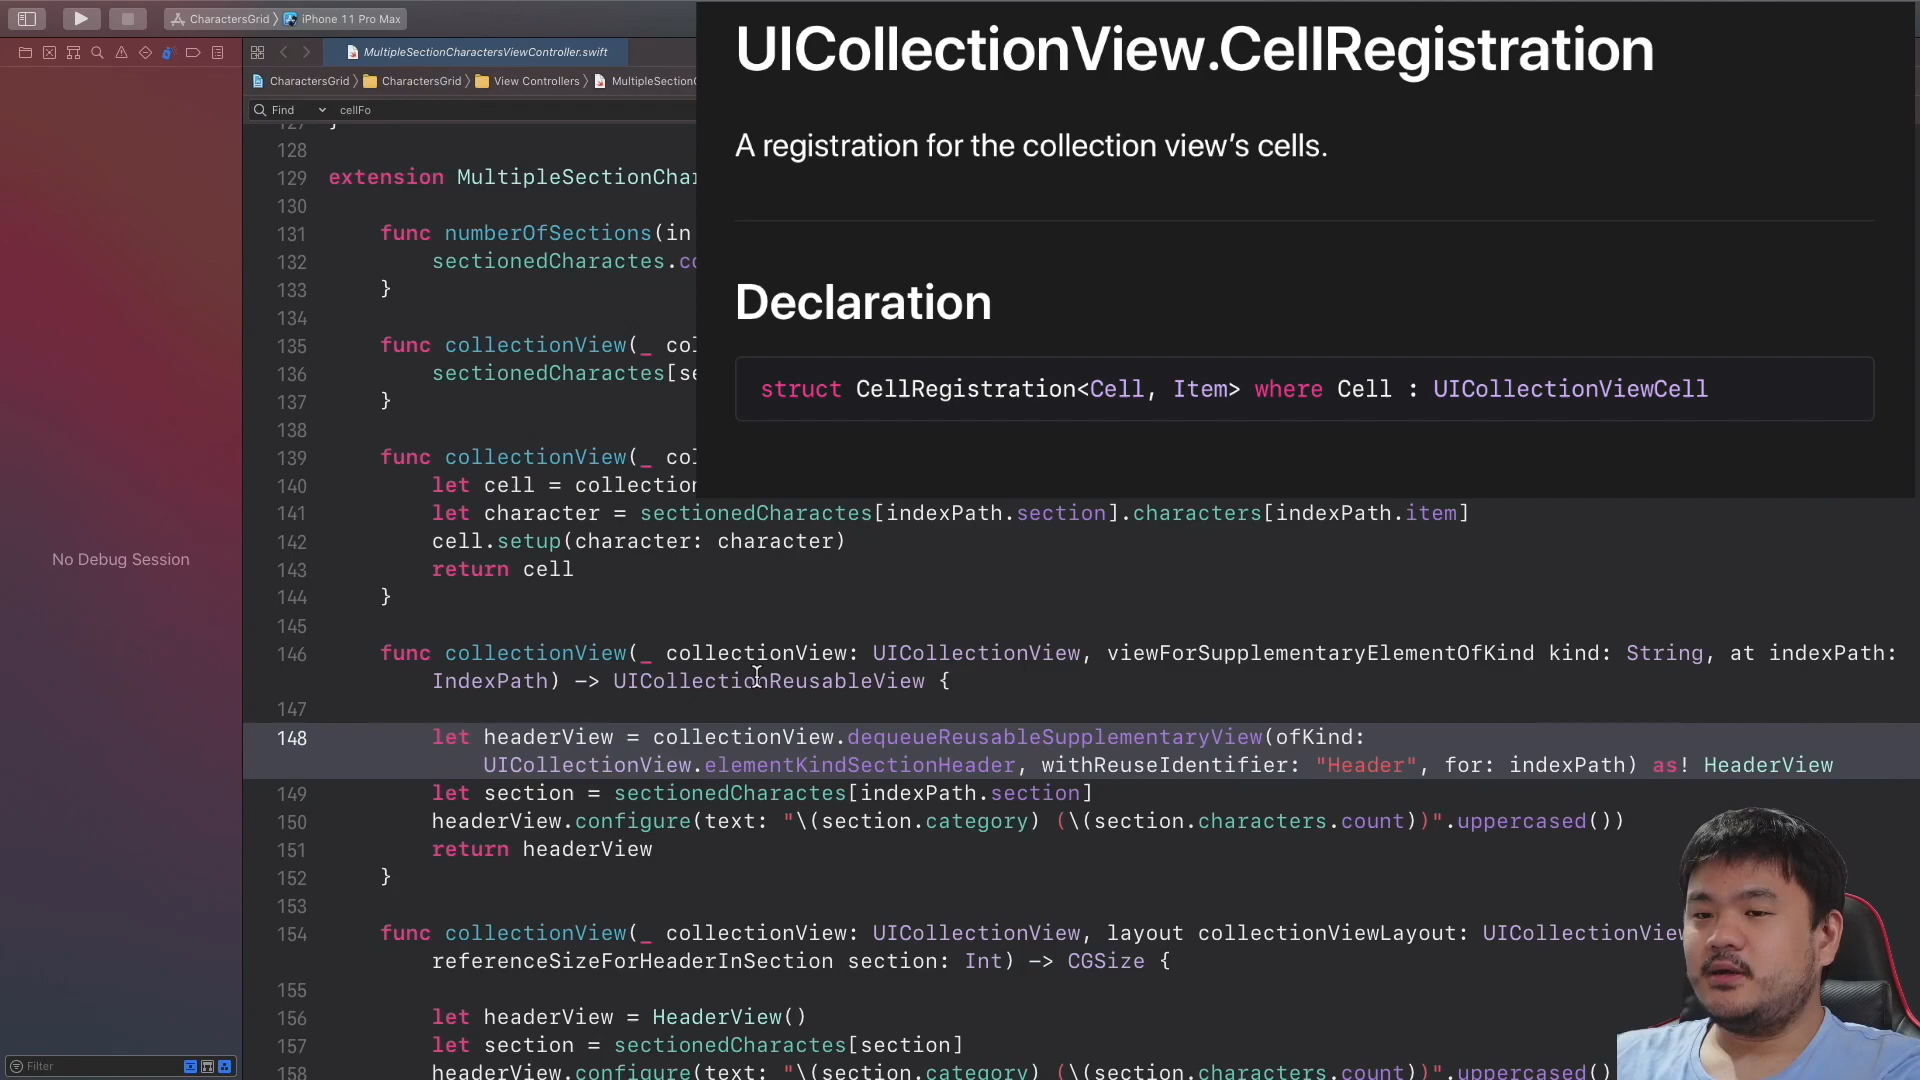 CharactersGrid
iPhone 11 Pro Max
MultipleSectionCharactersViewController.swift
CharactersGrid
CharactersGrid
View Controllers
MultipleSectionC
Find
cellFo
127 }
128
129 extension MultipleSectionChar
130
131 func numberOfSections(in
132 sectionedCharactes.co
133 }
134
135 func collectionView(_ col
136 sectionedCharactes[se
137 }
138
139 func collectionView(_ col
140 let cell = collection
141 let character = sectionedCharactes[indexPath.section].characters[indexPath.item]
142 cell.setup(character: character)
143 return cell
144 }
145
146 func collectionView(_ collectionView: UICollectionView, viewForSupplementaryElementOfKind kind: String, at indexPath:
IndexPath) -> UICollectionReusableView {
147
148 let headerView = collectionView.dequeueReusableSupplementaryView(ofKind:
UICollectionView.elementKindSectionHeader, withReuseIdentifier: "Header", for: indexPath) as! HeaderView
149 let section = sectionedCharactes[indexPath.section]
150 headerView.configure(text: "\(section.category) (\(section.characters.count))".uppercased())
151 return headerView
152 }
153
154 func collectionView(_ collectionView: UICollectionView, layout collectionViewLayout: UICollectionView
referenceSizeForHeaderInSection section: Int) -> CGSize {
155
156 let headerView = HeaderView()
157 let section = sectionedCharactes[section]
158 headerView.configure(text: "\(section.category) (\(section.characters.count))".uppercased()
UICollectionView.CellRegistration
A registration for the collection view’s cells.
Declaration
struct CellRegistration<Cell, Item> where Cell : UICollectionViewCell
No Debug Session
Filter